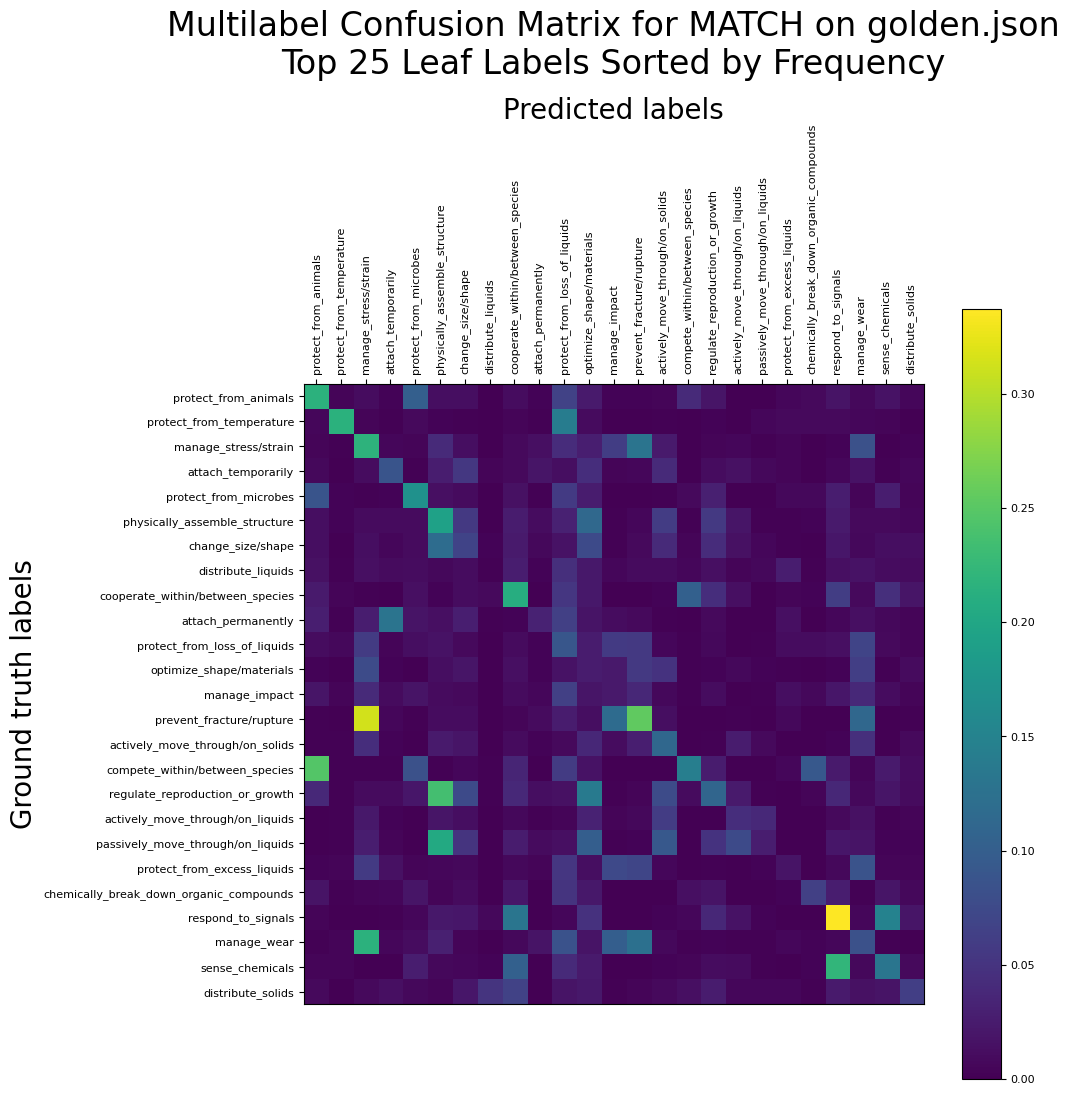 Multilabel Confusion Matrix for MATCH on golden.json
Top 25 Leaf Labels Sorted by Frequency
Predicted labels
protect_from_animals
protect_from_temperature
manage_stress/strain
attach_temporarily
protect_from_microbes
physically_assemble_structure
change_size/shape
distribute_liquids
cooperate_within/between_species
attach_permanently
protect_from_loss_of_liquids
optimize_shape/materials
manage_impact
prevent_fracture/rupture
actively_move_through/on_solids
compete_within/between_species
regulate_reproduction_or_growth
actively_move_through/on_liquids
passively_move_through/on_liquids
protect_from_excess_liquids
chemically_break_down_organic_compounds
respond_to_signals
manage_wear
sense_chemicals
distribute_solids
Ground truth labels
protect_from_animals
protect_from_temperature
manage_stress/strain
attach_temporarily
protect_from_microbes
physically_assemble_structure
change_size/shape
distribute_liquids
cooperate_within/between_species
attach_permanently
protect_from_loss_of_liquids
optimize_shape/materials
manage_impact
prevent_fracture/rupture
actively_move_through/on_solids
compete_within/between_species
regulate_reproduction_or_growth
actively_move_through/on_liquids
passively_move_through/on_liquids
protect_from_excess_liquids
chemically_break_down_organic_compounds
respond_to_signals
manage_wear
sense_chemicals
distribute_solids
0.30
0.25
0.20
0.15
0.10
0.05
0.00